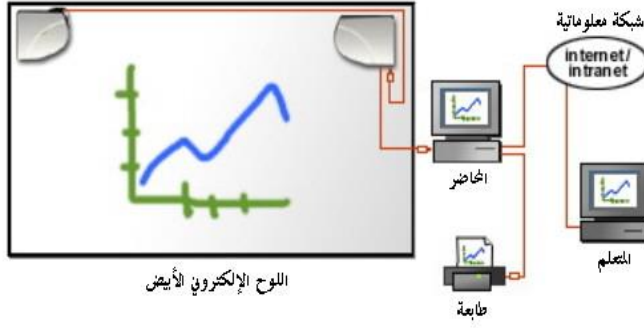 شبكة معلوماتية
internet/
intranet
المحاضر
المتعلم
طابعة
اللوح الإلكتروني الأبيض